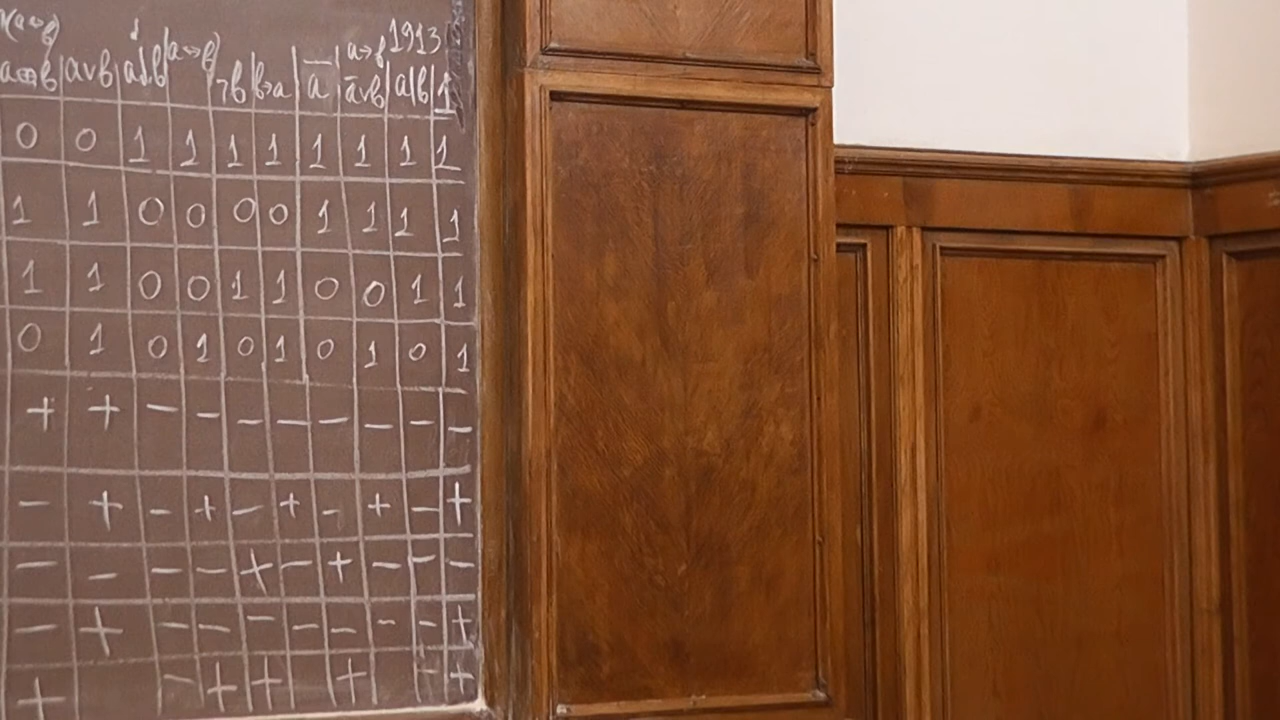 a→b 1913
a⊕b a∨b a↓b a↔b ¬b b→a a̅ a̅∨b a|b 1
0 0 1 1 1 1 1 1 1 1
1 1 0 0 0 0 1 1 1 1
1 1 0 0 1 1 0 0 1 1
0 1 0 1 0 1 0 1 0 1
+ + − − − − − − − −
− + − + − + − + − +
− − − − + − + − − −
− + − − − − − − − +
+ − + + + − +